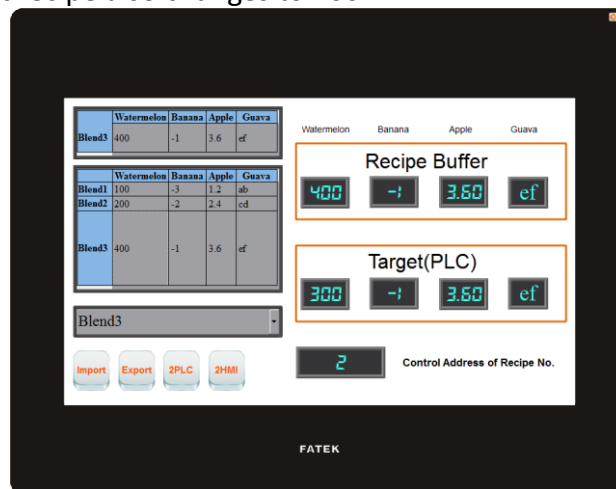 Watermelon Banana Apple Guava
Blend3 400 -1 3.6 ef
Watermelon Banana Apple Guava
Blend1 100 -3 1.2 ab
Blend2 200 -2 2.4 cd
Blend3 400 -1 3.6 ef
Blend3
Import Export 2PLC 2HMI
Watermelon Banana Apple Guava
Recipe Buffer
400 -1 3.60 ef
Target(PLC)
300 -1 3.60 ef
2 Control Address of Recipe No.
FATEK